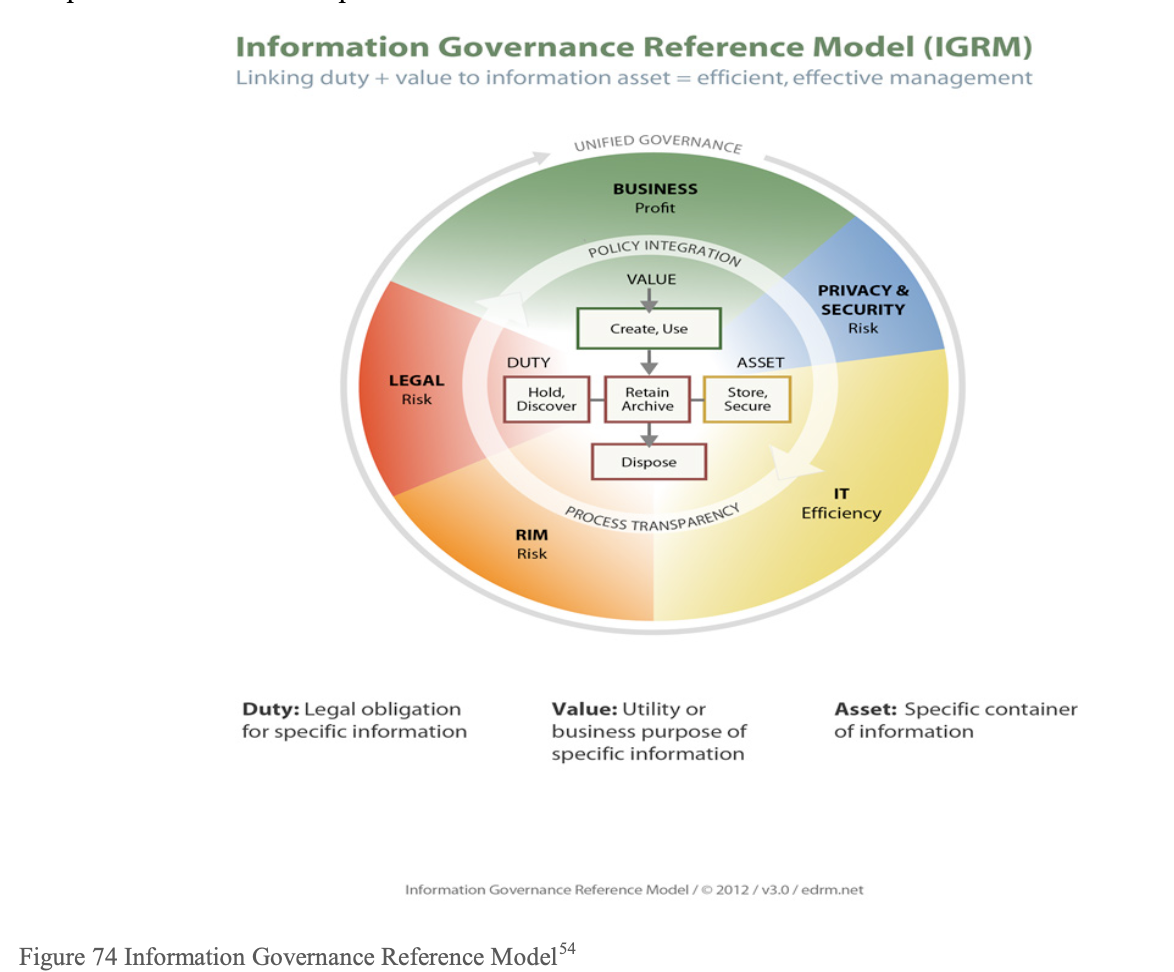 Information Governance Reference Model (IGRM)
Linking duty + value to information asset = efficient, effective management
UNIFIED GOVERNANCE
BUSINESS
Profit
POLICY INTEGRATION
VALUE
PRIVACY &
SECURITY
Risk
Create, Use
DUTY
ASSET
LEGAL
Risk
Hold,
Discover
Retain
Archive
Store,
Secure
Dispose
IT
Efficiency
PROCESS TRANSPARENCY
RIM
Risk
Duty: Legal obligation
for specific information
Value: Utility or
business purpose of
specific information
Asset: Specific container
of information
Information Governance Reference Model / © 2012 / v3.0 / edrm.net
Figure 74 Information Governance Reference Model54